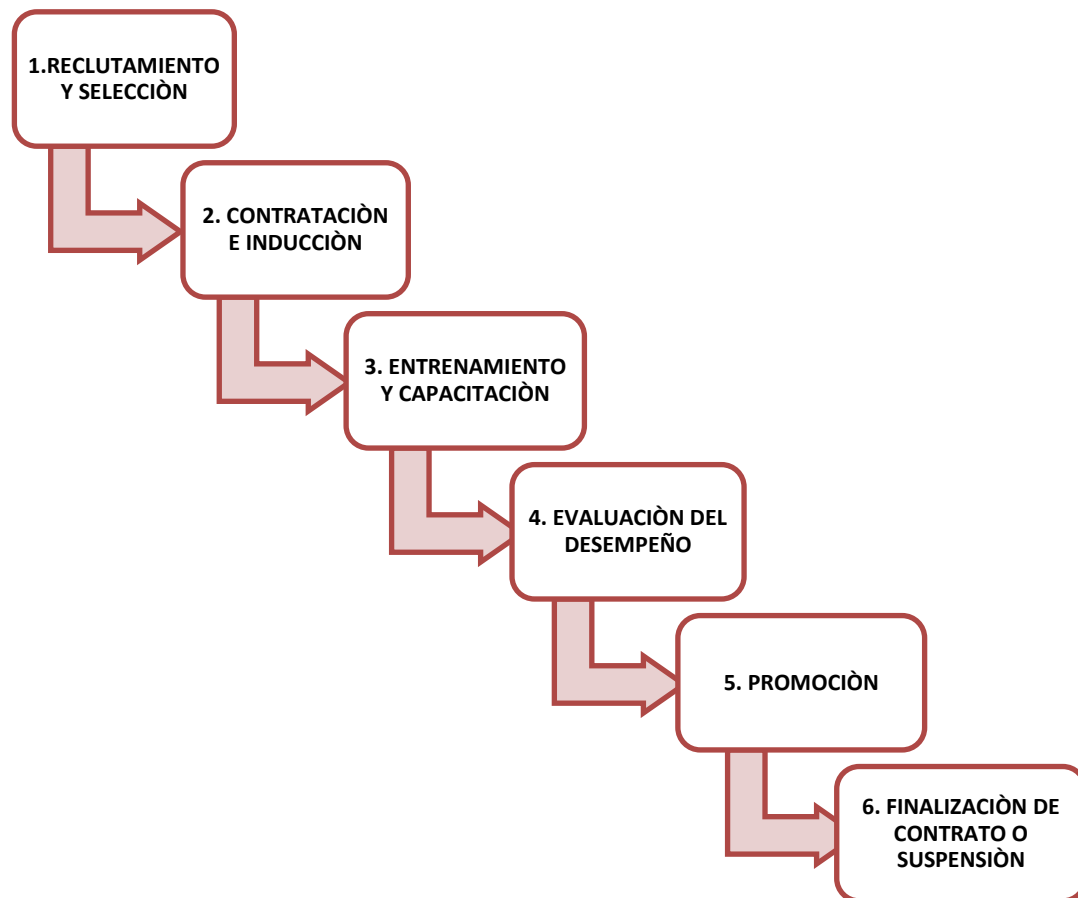 1.RECLUTAMIENTO
Y SELECCIÒN
2. CONTRATACIÒN
E INDUCCIÒN
3. ENTRENAMIENTO
Y CAPACITACIÒN
4. EVALUACIÒN DEL
DESEMPEÑO
5. PROMOCIÒN
6. FINALIZACIÒN DE
CONTRATO O
SUSPENSIÒN